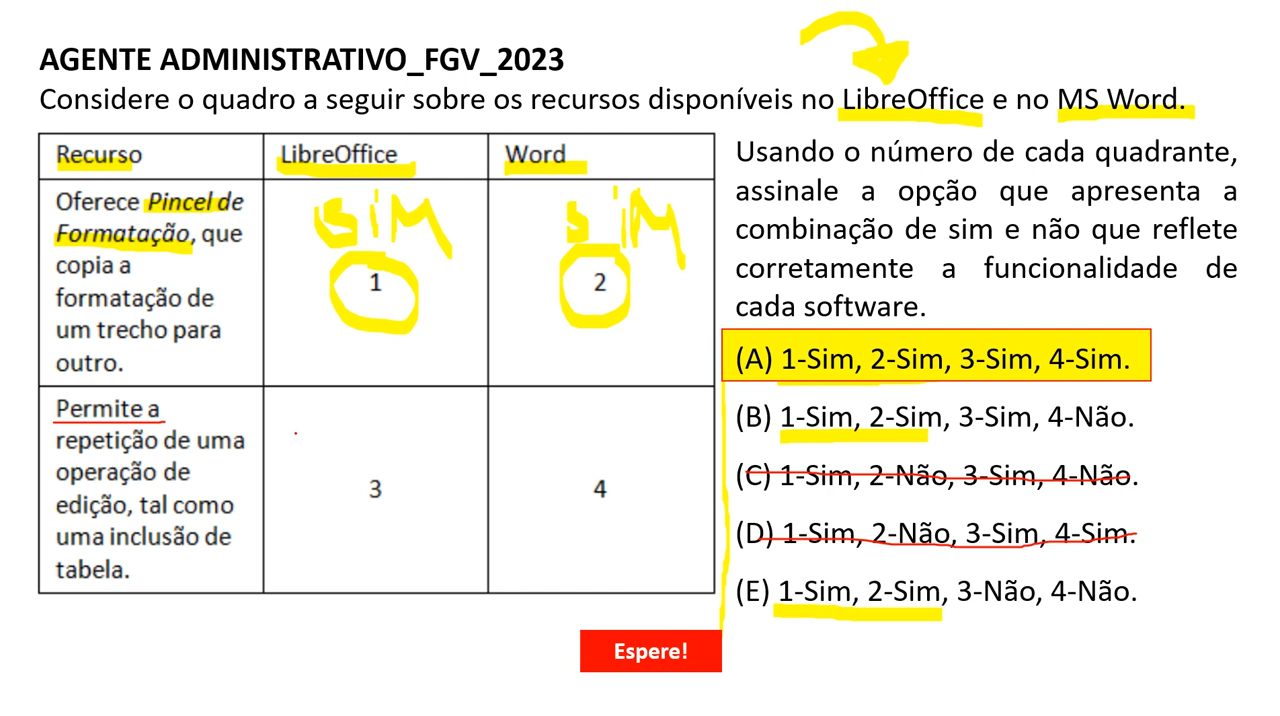 AGENTE ADMINISTRATIVO_FGV_2023
Considere o quadro a seguir sobre os recursos disponíveis no LibreOffice e no MS Word.
Recurso
LibreOffice
Word
Oferece Pincel de
Formatação, que
copia a
formatação de
um trecho para
outro.
SiM
1
SiM
2
Permite a
repetição de uma
operação de
edição, tal como
uma inclusão de
tabela.
3
4
Usando o número de cada quadrante,
assinale a opção que apresenta a
combinação de sim e não que reflete
corretamente a funcionalidade de
cada software.
(A) 1-Sim, 2-Sim, 3-Sim, 4-Sim.
(B) 1-Sim, 2-Sim, 3-Sim, 4-Não.
(C) 1-Sim, 2-Não, 3-Sim, 4-Não.
(D) 1-Sim, 2-Não, 3-Sim, 4-Sim.
(E) 1-Sim, 2-Sim, 3-Não, 4-Não.
Espere!